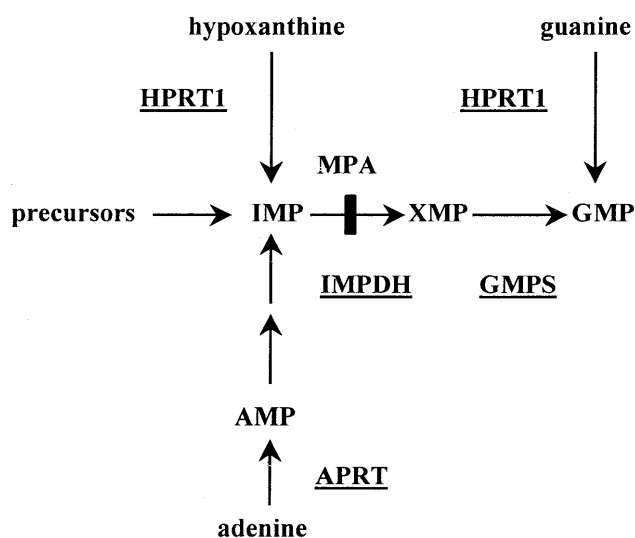 hypoxanthine guanine
HPRT1 HPRT1
MPA
precursors IMP XMP GMP
IMPDH GMPS
AMP
APRT
adenine